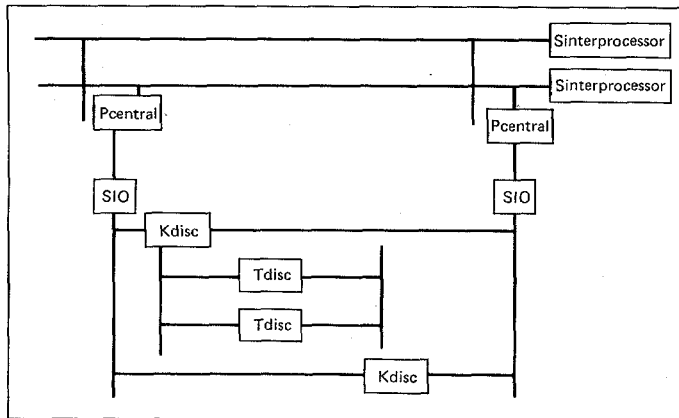 Sinterprocessor
Sinterprocessor
Pcentral
Pcentral
SIO
SIO
Kdisc
Tdisc
Tdisc
Kdisc